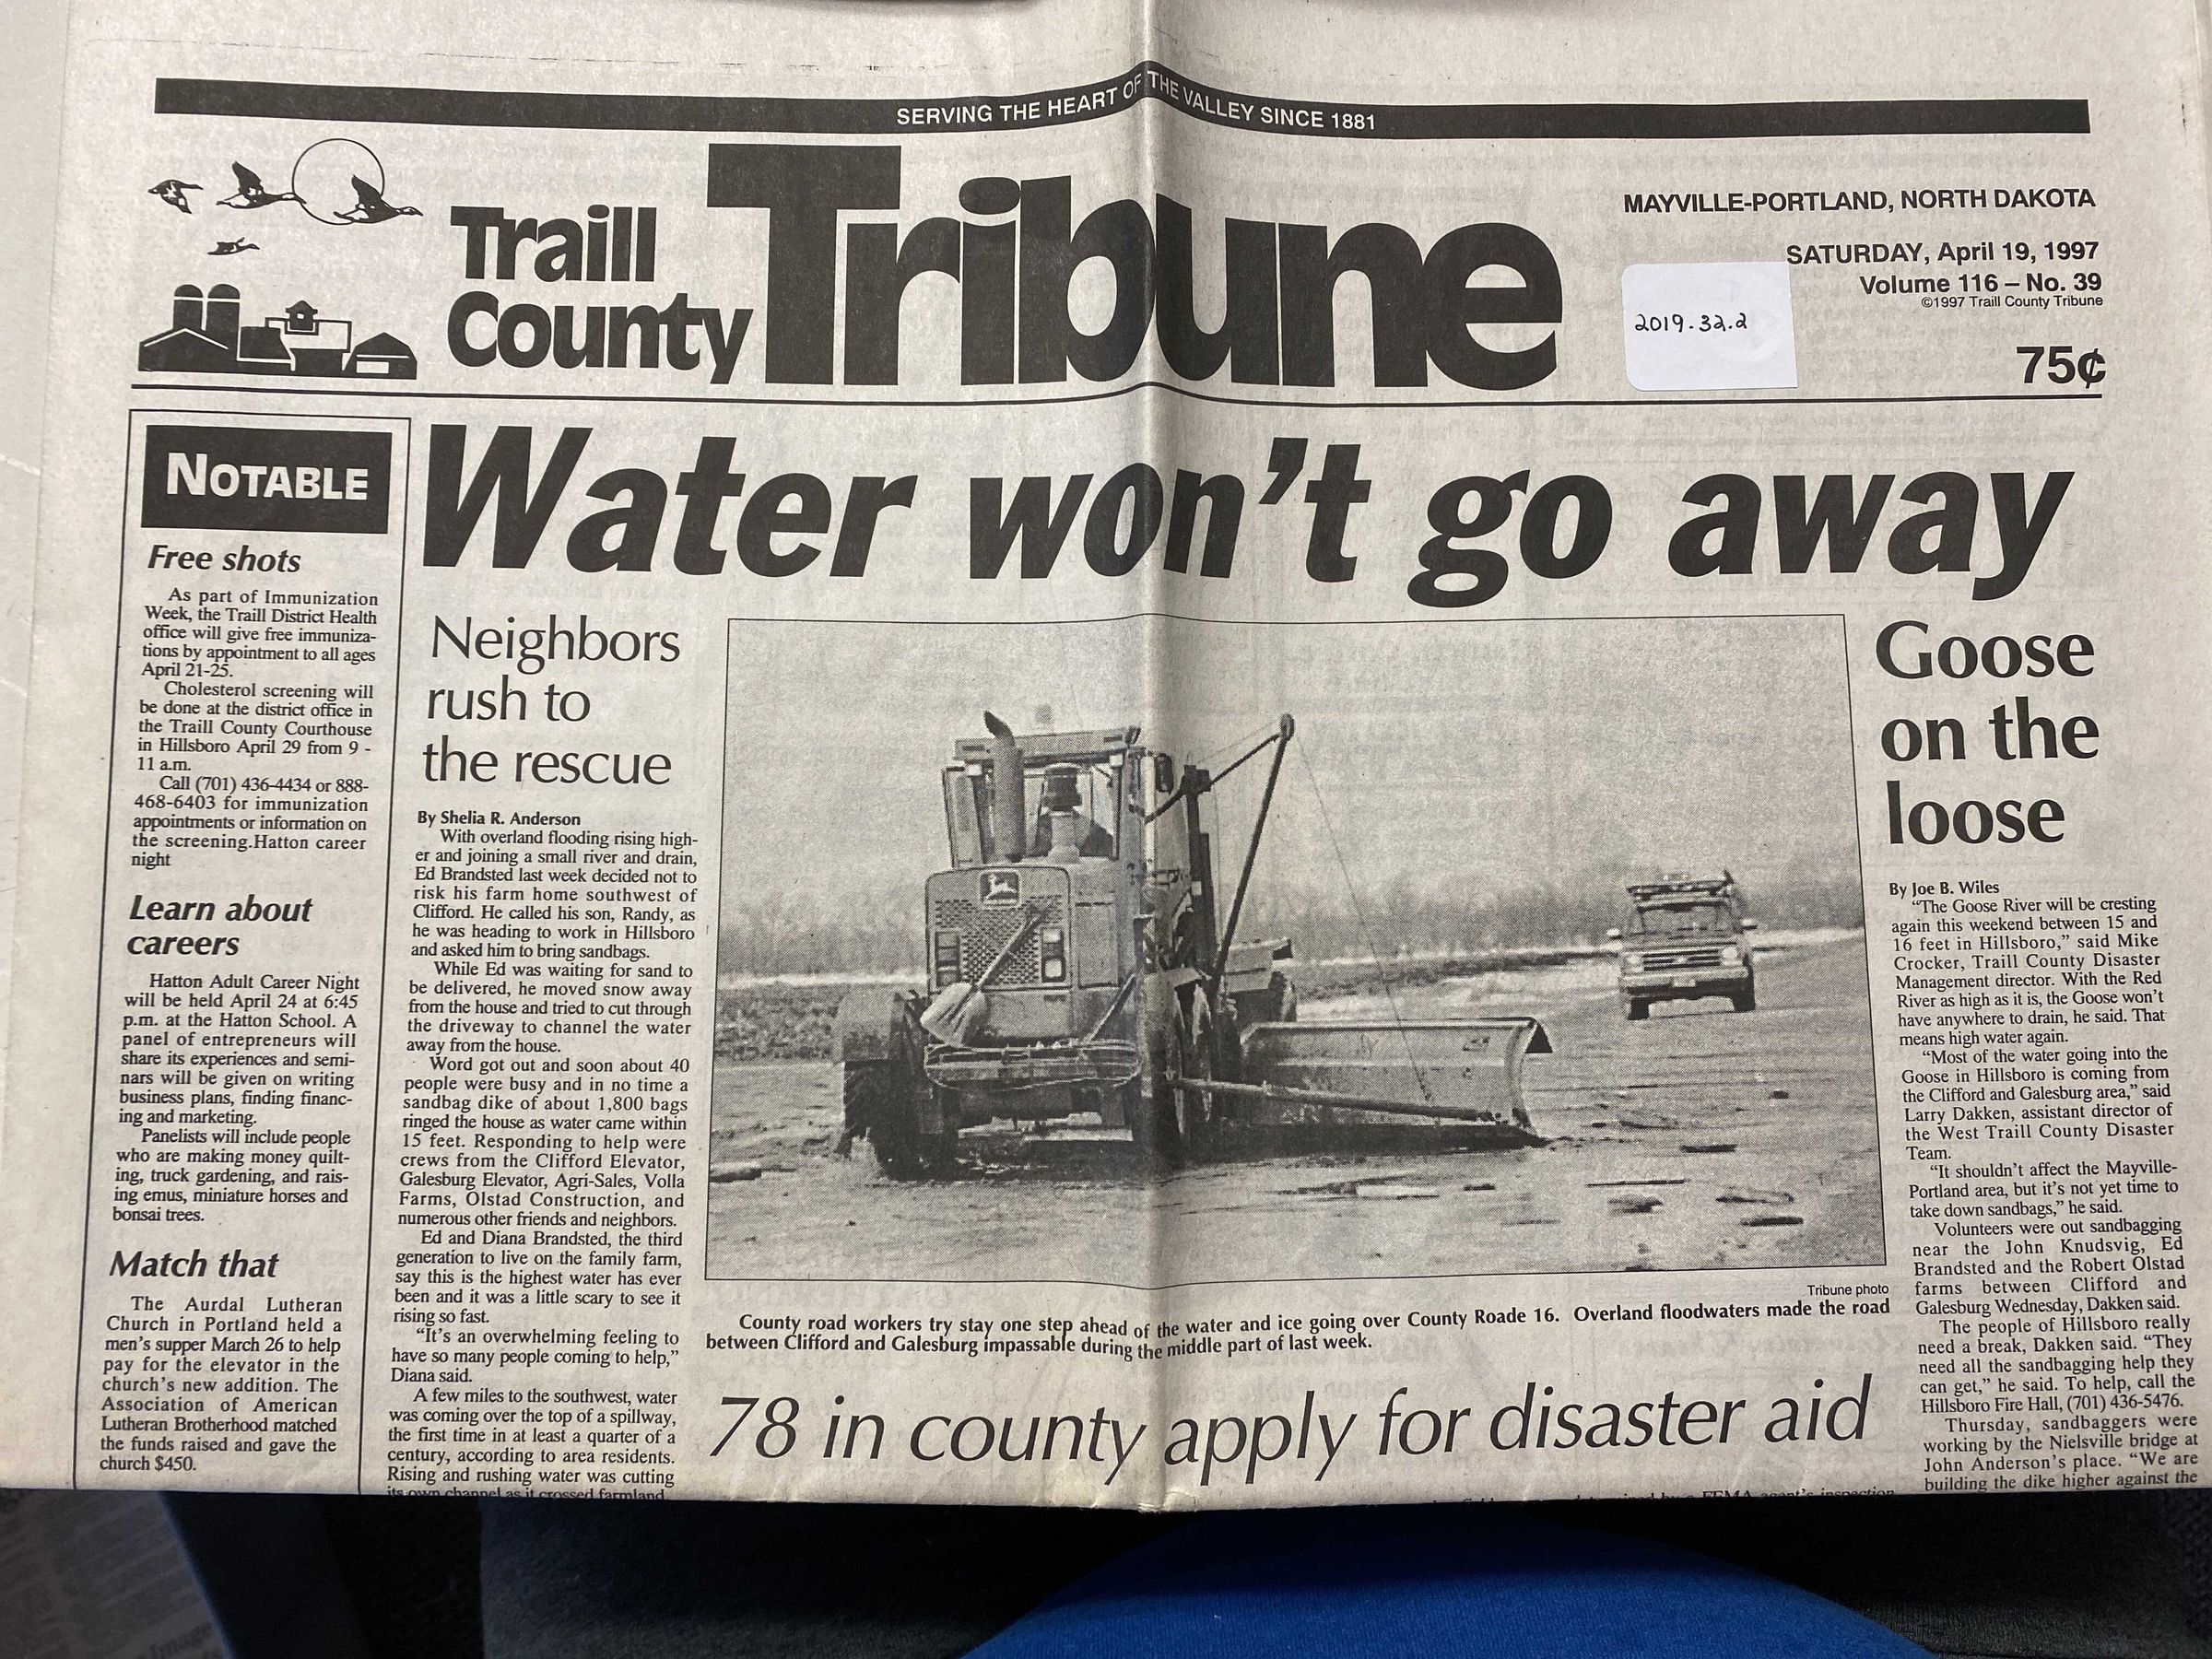 SERVING THE HEART OF THE VALLEY SINCE 1881
Traill
County
Tribune
MAYVILLE-PORTLAND, NORTH DAKOTA
SATURDAY, April 19, 1997
Volume 116 – No. 39
©1997 Traill County Tribune
2019.32.2
75¢
NOTABLE
Free shots
As part of Immunization
Week, the Traill District Health
office will give free immuniza-
tions by appointment to all ages
April 21-25.
Cholesterol screening will
be done at the district office in
the Traill County Courthouse
in Hillsboro April 29 from 9 -
11 a.m.
Call (701) 436-4434 or 888-
468-6403 for immunization
appointments or information on
the screening.Hatton career
night
Learn about
careers
Hatton Adult Career Night
will be held April 24 at 6:45
p.m. at the Hatton School. A
panel of entrepreneurs will
share its experiences and semi-
nars will be given on writing
business plans, finding financ-
ing and marketing.
Panelists will include people
who are making money quilt-
ing, truck gardening, and rais-
ing emus, miniature horses and
bonsai trees.
Match that
The Aurdal Lutheran
Church in Portland held a
men's supper March 26 to help
pay for the elevator in the
church's new addition. The
Association of American
Lutheran Brotherhood matched
the funds raised and gave the
church $450.
Water won't go away
Neighbors
rush to
the rescue
By Shelia R. Anderson
With overland flooding rising high-
er and joining a small river and drain,
Ed Brandsted last week decided not to
risk his farm home southwest of
Clifford. He called his son, Randy, as
he was heading to work in Hillsboro
and asked him to bring sandbags.
While Ed was waiting for sand to
be delivered, he moved snow away
from the house and tried to cut through
the driveway to channel the water
away from the house.
Word got out and soon about 40
people were busy and in no time a
sandbag dike of about 1,800 bags
ringed the house as water came within
15 feet. Responding to help were
crews from the Clifford Elevator,
Galesburg Elevator, Agri-Sales, Volla
Farms, Olstad Construction, and
numerous other friends and neighbors.
Ed and Diana Brandsted, the third
generation to live on the family farm,
say this is the highest water has ever
been and it was a little scary to see it
rising so fast.
"It's an overwhelming feeling to
have so many people coming to help,"
Diana said.
A few miles to the southwest, water
was coming over the top of a spillway,
the first time in at least a quarter of a
century, according to area residents.
Rising and rushing water was cutting
its own channel as it crossed farmland
Tribune photo
County road workers try stay one step ahead of the water and ice going over County Roade 16. Overland floodwaters made the road
between Clifford and Galesburg impassable during the middle part of last week.
78 in county apply for disaster aid
FEMA agent's inspection
Goose
on the
loose
By Joe B. Wiles
"The Goose River will be cresting
again this weekend between 15 and
16 feet in Hillsboro," said Mike
Crocker, Traill County Disaster
Management director. With the Red
River as high as it is, the Goose won't
have anywhere to drain, he said. That
means high water again.
"Most of the water going into the
Goose in Hillsboro is coming from
the Clifford and Galesburg area," said
Larry Dakken, assistant director of
the West Traill County Disaster
Team.
"It shouldn't affect the Mayville-
Portland area, but it's not yet time to
take down sandbags," he said.
Volunteers were out sandbagging
near the John Knudsvig, Ed
Brandsted and the Robert Olstad
farms between Clifford and
Galesburg Wednesday, Dakken said.
The people of Hillsboro really
need a break, Dakken said. "They
need all the sandbagging help they
can get," he said. To help, call the
Hillsboro Fire Hall, (701) 436-5476.
Thursday, sandbaggers were
working by the Nielsville bridge at
John Anderson's place. "We are
building the dike higher against the